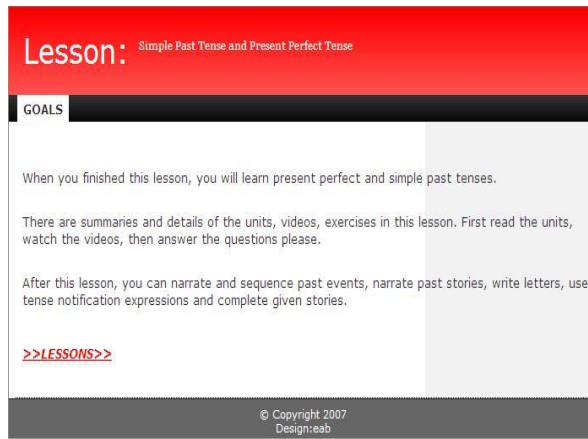 Lesson: Simple Past Tense and Present Perfect Tense
GOALS
When you finished this lesson, you will learn present perfect and simple past tenses.
There are summaries and details of the units, videos, exercises in this lesson. First read the units,
watch the videos, then answer the questions please.
After this lesson, you can narrate and sequence past events, narrate past stories, write letters, use
tense notification expressions and complete given stories.
>>LESSONS>>
© Copyright 2007
Design:eab